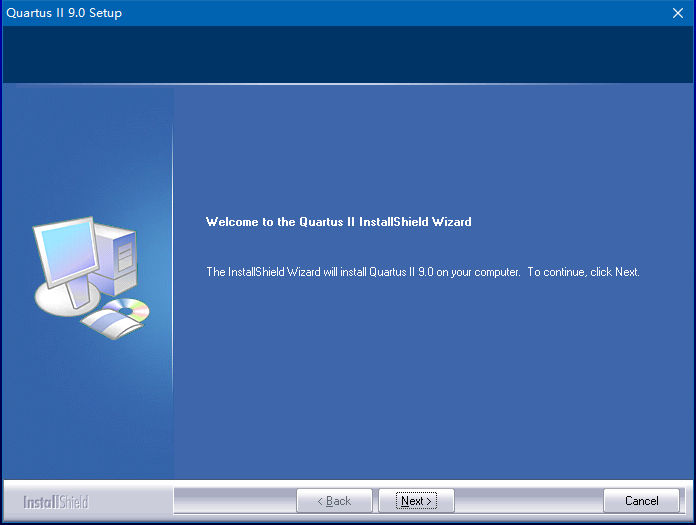 Quartus II 9.0 Setup
Welcome to the Quartus II InstallShield Wizard
The InstallShield Wizard will install Quartus II 9.0 on your computer. To continue, click Next.
InstallShield
< Back
Next >
Cancel